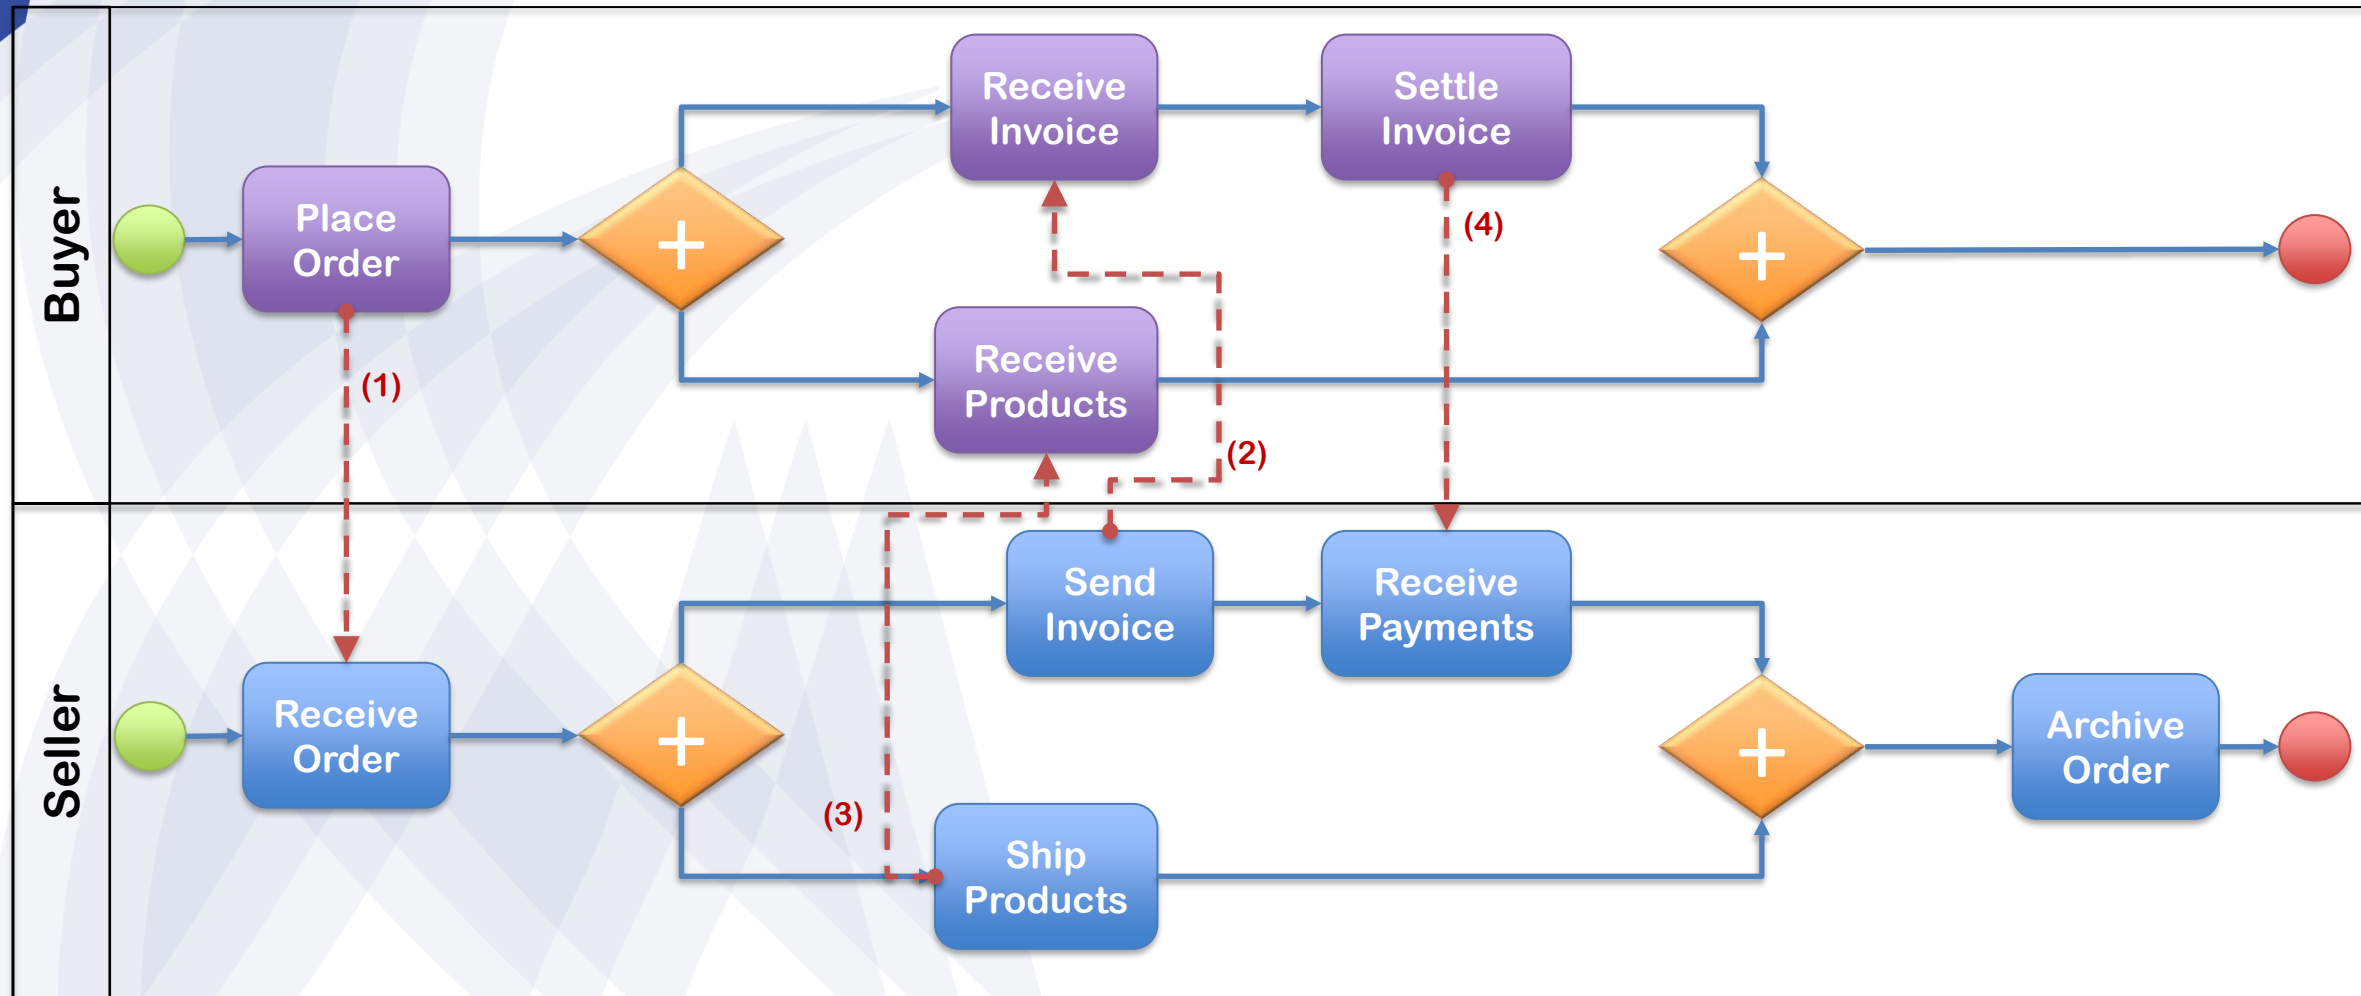 Buyer
Place
Order
(1)
Receive
Invoice
Settle
Invoice
(4)
Receive
Products
(2)
Seller
Receive
Order
(3)
Send
Invoice
Receive
Payments
Ship
Products
Archive
Order